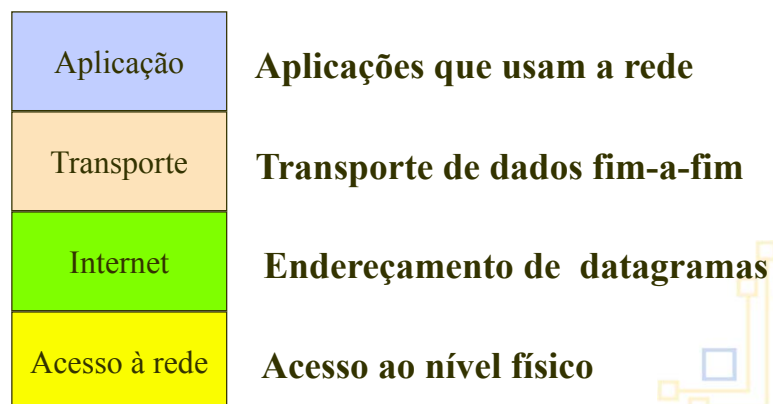 Aplicação Aplicações que usam a rede
Transporte Transporte de dados fim-a-fim
Internet Endereçamento de datagramas
Acesso à rede Acesso ao nível físico